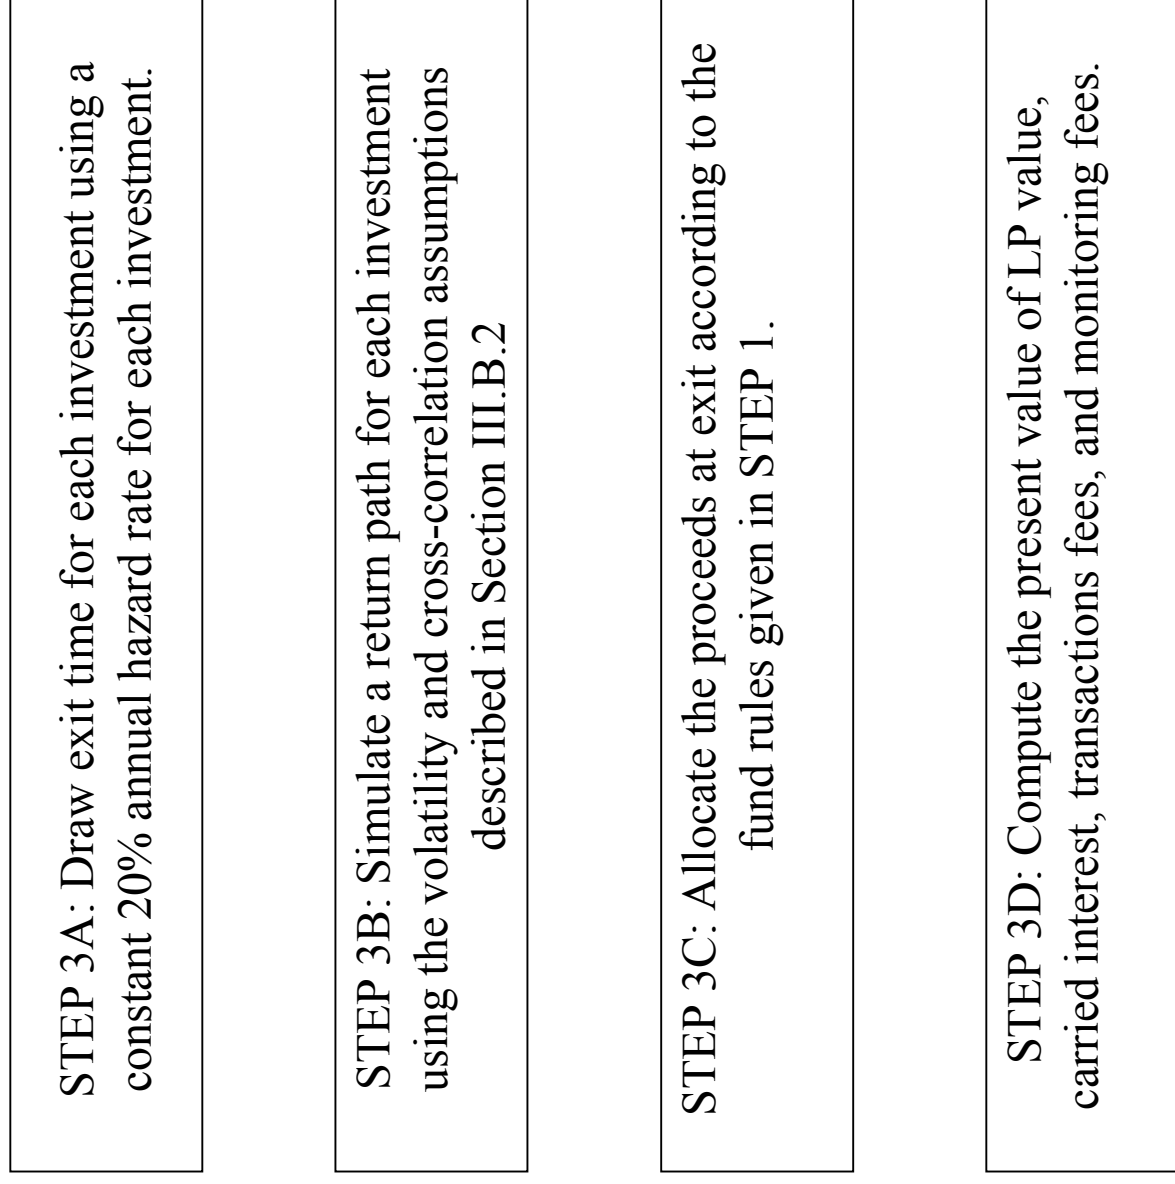 STEP 3A: Draw exit time for each investment using a
constant 20% annual hazard rate for each investment.
STEP 3B: Simulate a return path for each investment
using the volatility and cross-correlation assumptions
described in Section III.B.2
STEP 3C: Allocate the proceeds at exit according to the
fund rules given in STEP 1.
STEP 3D: Compute the present value of LP value,
carried interest, transactions fees, and monitoring fees.